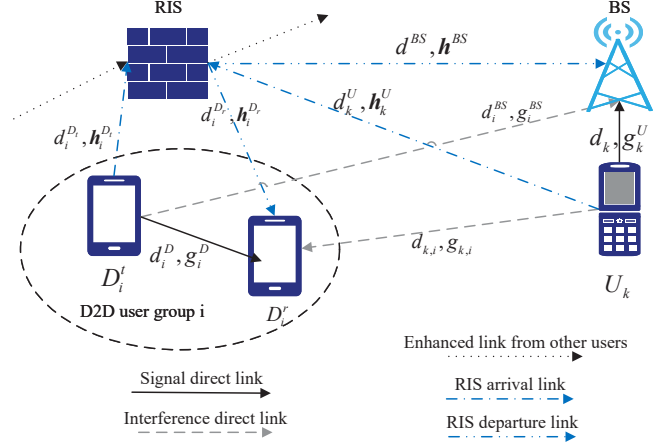 RIS
BS
d^{BS}, h^{BS}
d_k^U, h_k^U
d_i^{D_r}, h_i^{D_r}
d_i^{BS}, g_i^{BS}
d_i^{D_t}, h_i^{D_t}
d_k, g_k^U
d_i^D, g_i^D
d_{k,i}, g_{k,i}
D_i^t
U_k
D2D user group i
D_i^r
Enhanced link from other users
Signal direct link
RIS arrival link
Interference direct link
RIS departure link